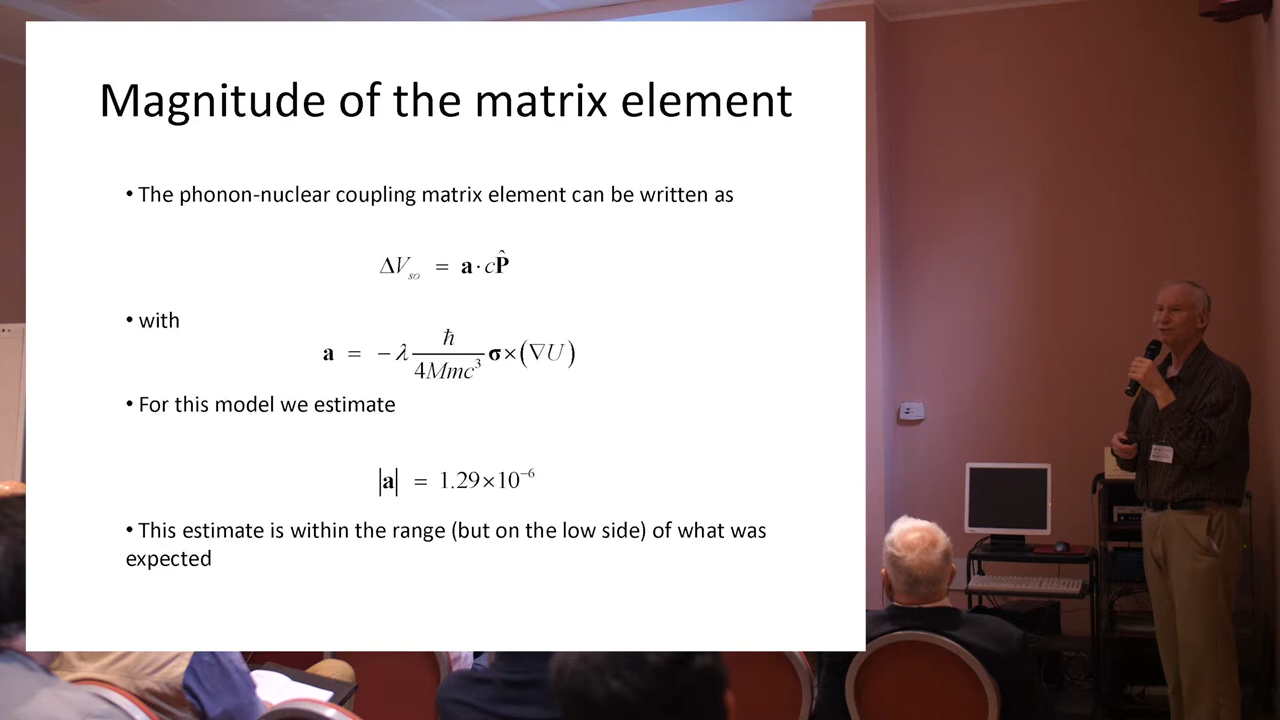 Magnitude of the matrix element
• The phonon-nuclear coupling matrix element can be written as
ΔV_so = a · cP̂
• with
a = −λ ħ/(4Mmc³) σ×(∇U)
• For this model we estimate
|a| = 1.29×10⁻⁶
• This estimate is within the range (but on the low side) of what was
expected